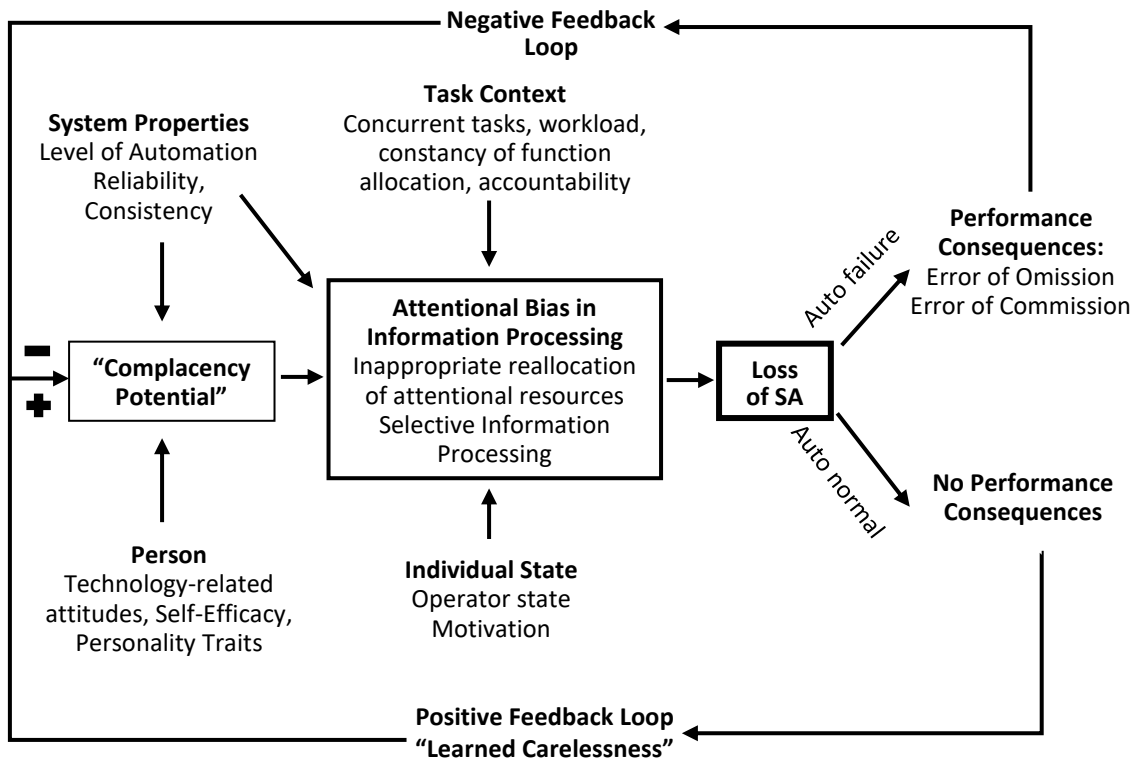 Negative Feedback
Loop
Task Context
Concurrent tasks, workload,
constancy of function
allocation, accountability
System Properties
Level of Automation
Reliability,
Consistency
Performance
Consequences:
Error of Omission
Error of Commission
Auto failure
Attentional Bias in
Information Processing
Inappropriate reallocation
of attentional resources
Selective Information
Processing
-
+
“Complacency
Potential”
Loss
of SA
Auto normal
No Performance
Consequences
Person
Technology-related
attitudes, Self-Efficacy,
Personality Traits
Individual State
Operator state
Motivation
Positive Feedback Loop
“Learned Carelessness”